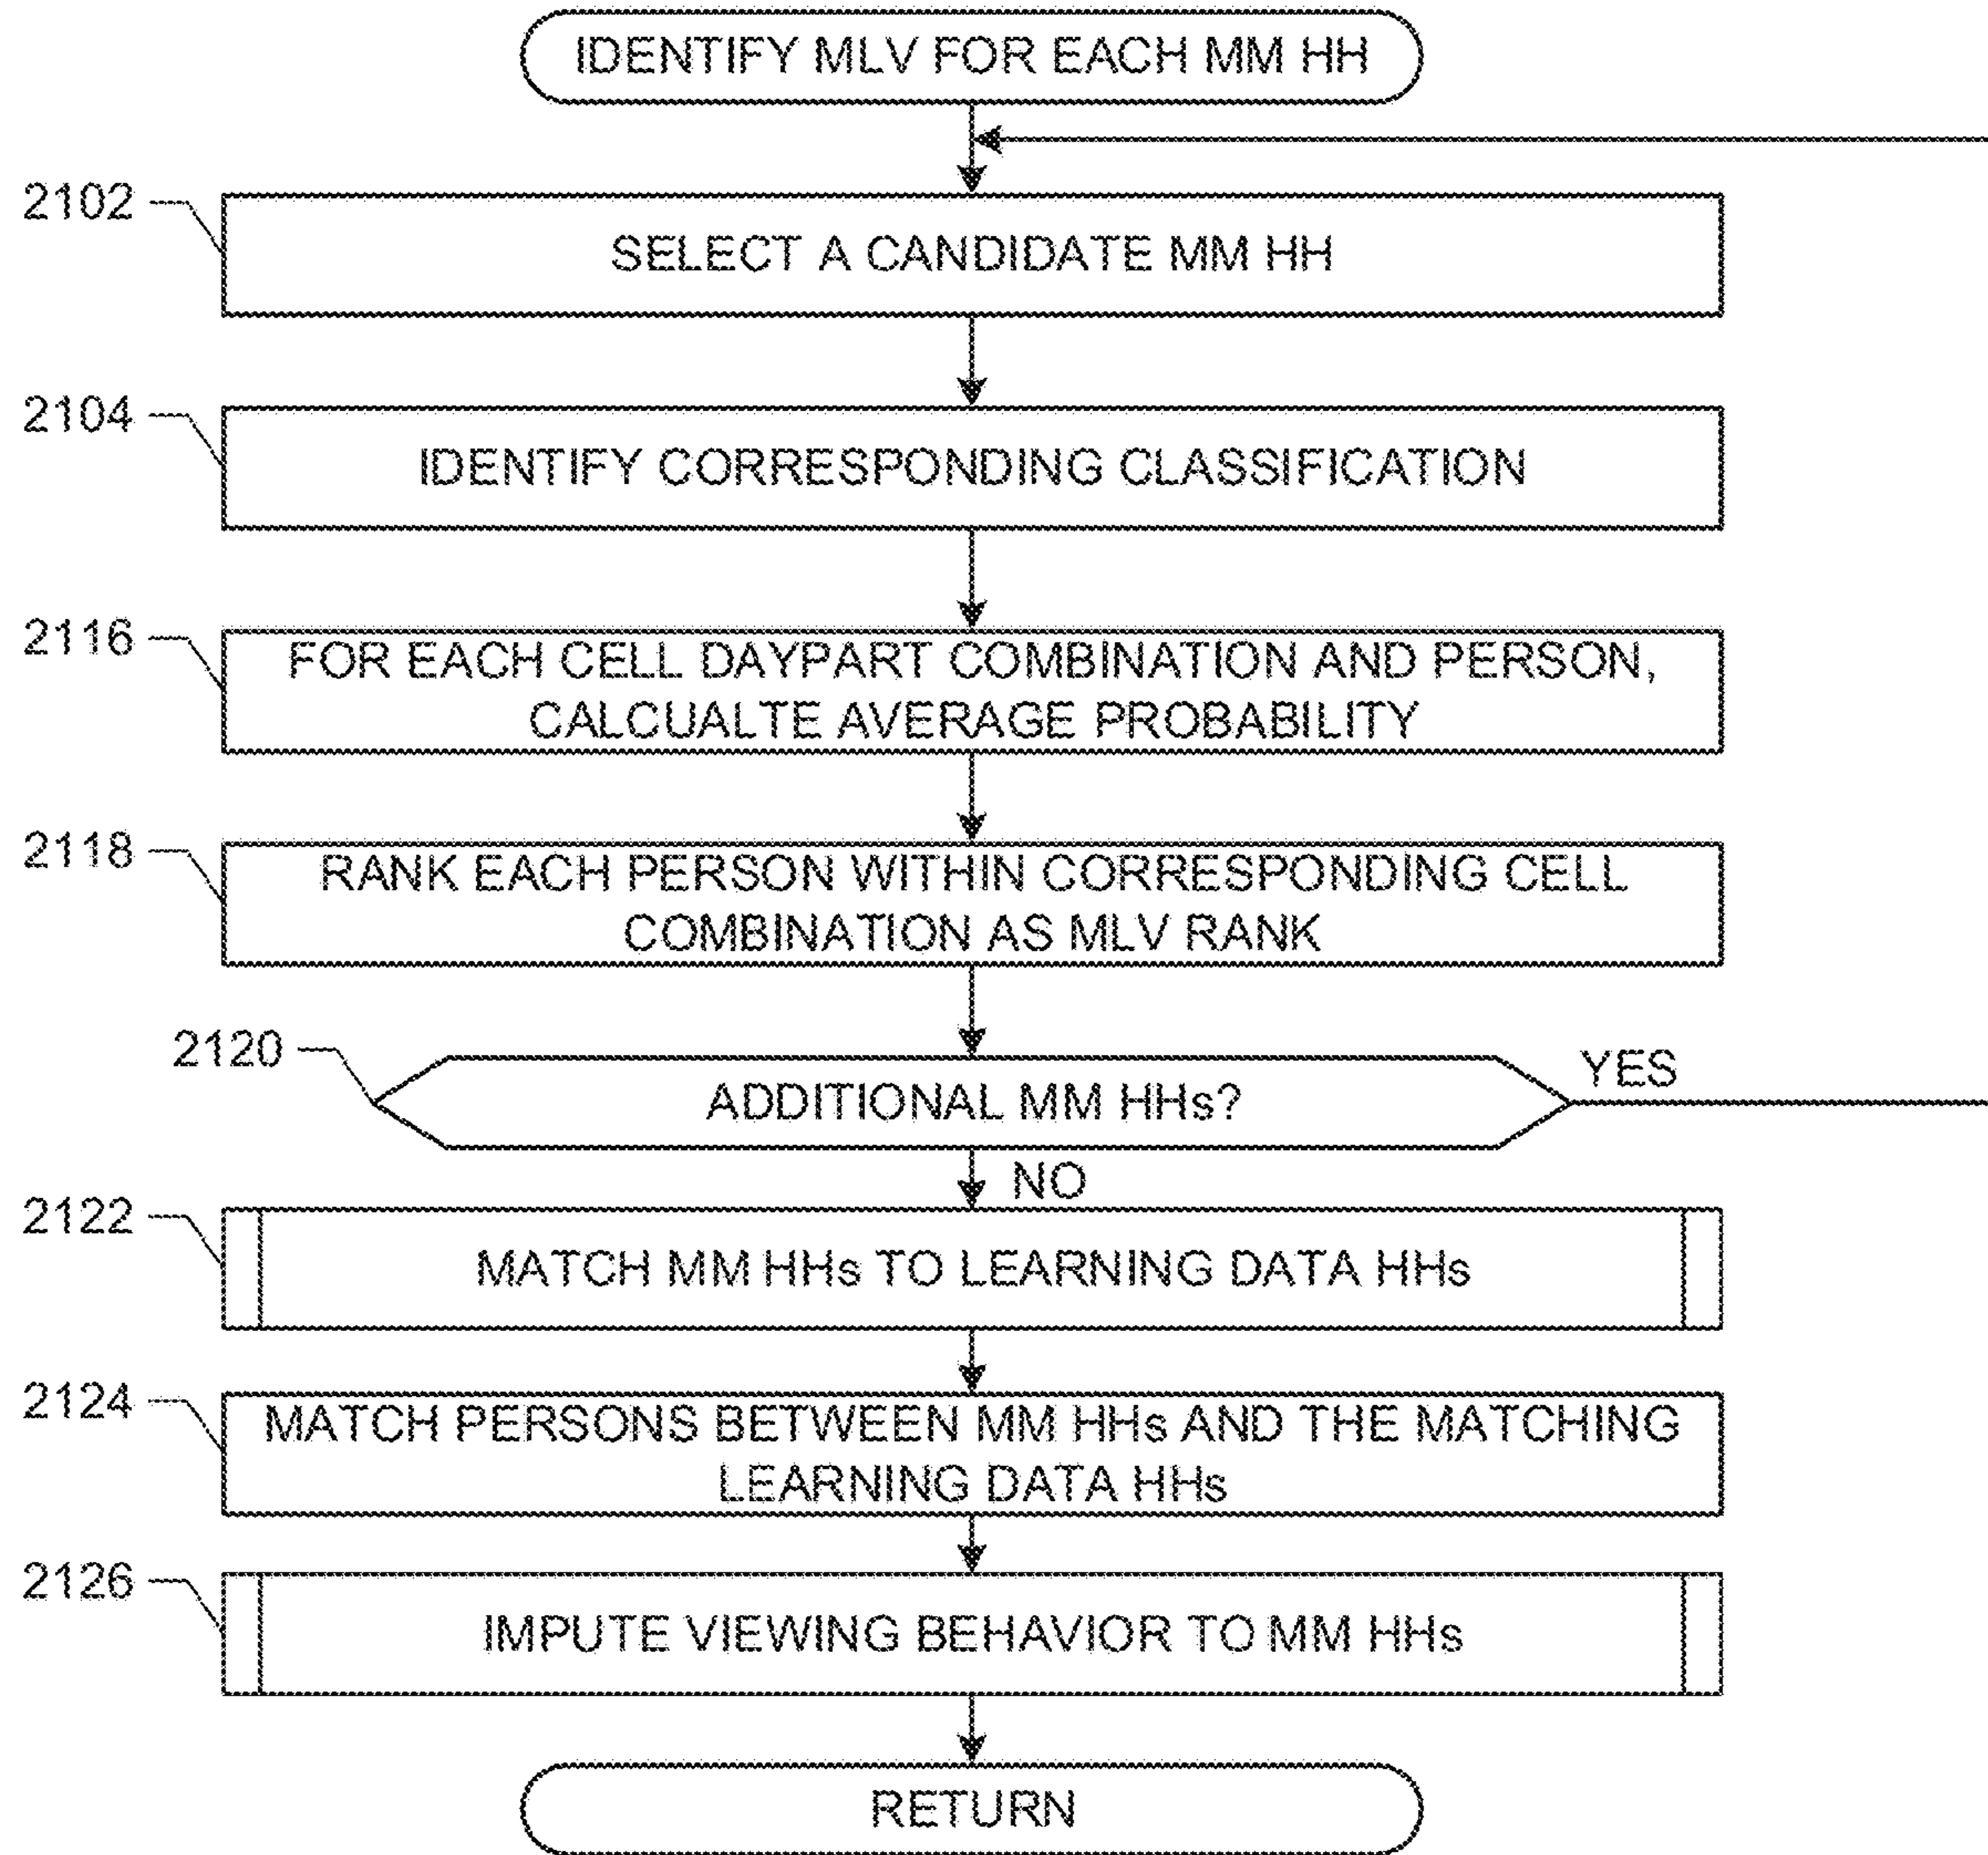 IDENTIFY MLV FOR EACH MM HH
2102
SELECT A CANDIDATE MM HH
2104
IDENTIFY CORRESPONDING CLASSIFICATION
2116
FOR EACH CELL DAYPART COMBINATION AND PERSON,
CALCUALTE AVERAGE PROBABILITY
2118
RANK EACH PERSON WITHIN CORRESPONDING CELL
COMBINATION AS MLV RANK
2120
ADDITIONAL MM HHs?
YES
NO
2122
MATCH MM HHs TO LEARNING DATA HHs
2124
MATCH PERSONS BETWEEN MM HHs AND THE MATCHING
LEARNING DATA HHs
2126
IMPUTE VIEWING BEHAVIOR TO MM HHs
RETURN